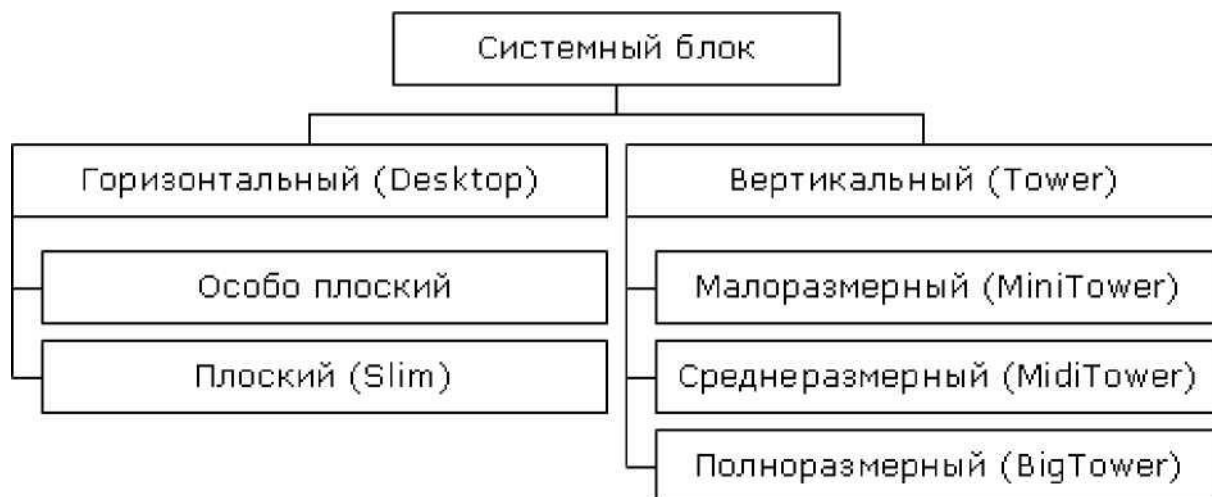 Системный блок
Горизонтальный (Desktop)
Вертикальный (Tower)
Особо плоский
Плоский (Slim)
Малоразмерный (MiniTower)
Среднеразмерный (MidiTower)
Полноразмерный (BigTower)